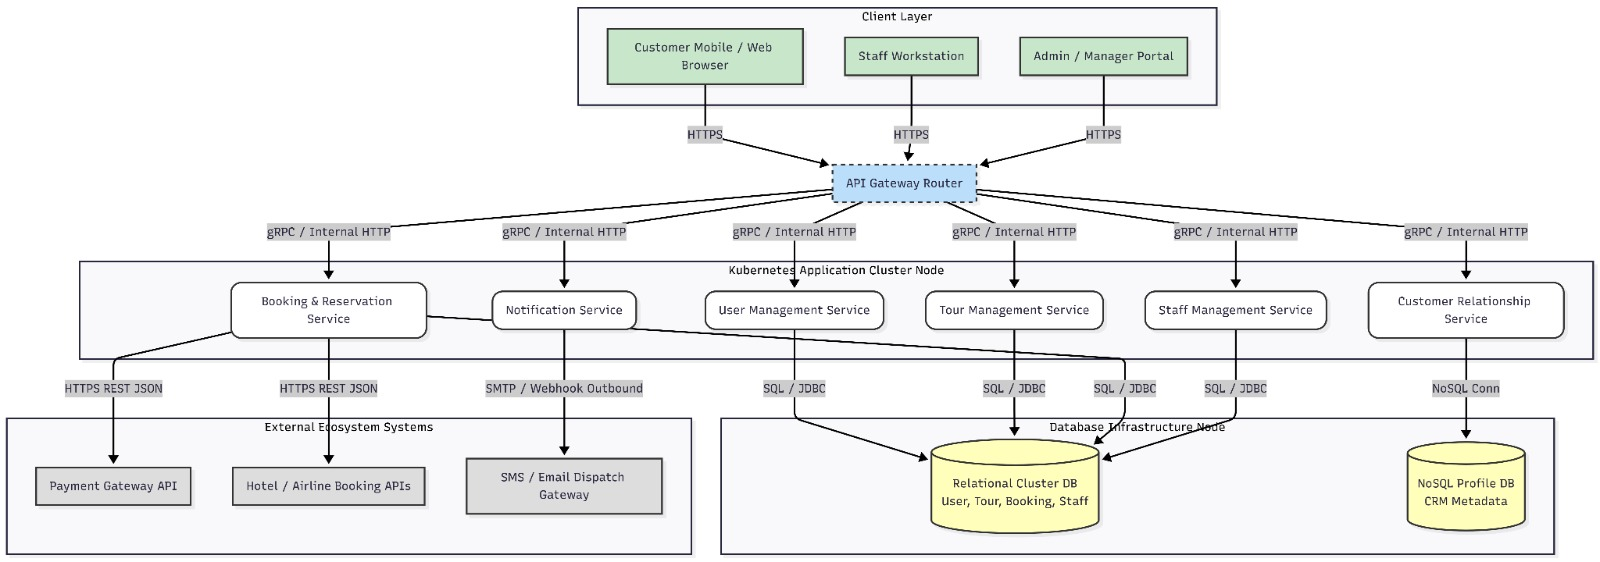 Client Layer
Customer Mobile / Web
Browser
Staff Workstation
Admin / Manager Portal
HTTPS
HTTPS
HTTPS
API Gateway Router
gRPC / Internal HTTP
gRPC / Internal HTTP
gRPC / Internal HTTP
gRPC / Internal HTTP
gRPC / Internal HTTP
gRPC / Internal HTTP
Kubernetes Application Cluster Node
Booking & Reservation
Service
Notification Service
User Management Service
Tour Management Service
Staff Management Service
Customer Relationship
Service
HTTPS REST JSON
HTTPS REST JSON
SMTP / Webhook Outbound
SQL / JDBC
SQL / JDBC
SQL / JDBC
SQL / JDBC
NoSQL Conn
External Ecosystem Systems
Payment Gateway API
Hotel / Airline Booking APIs
SMS / Email Dispatch
Gateway
Database Infrastructure Node
Relational Cluster DB
User, Tour, Booking, Staff
NoSQL Profile DB
CRM Metadata